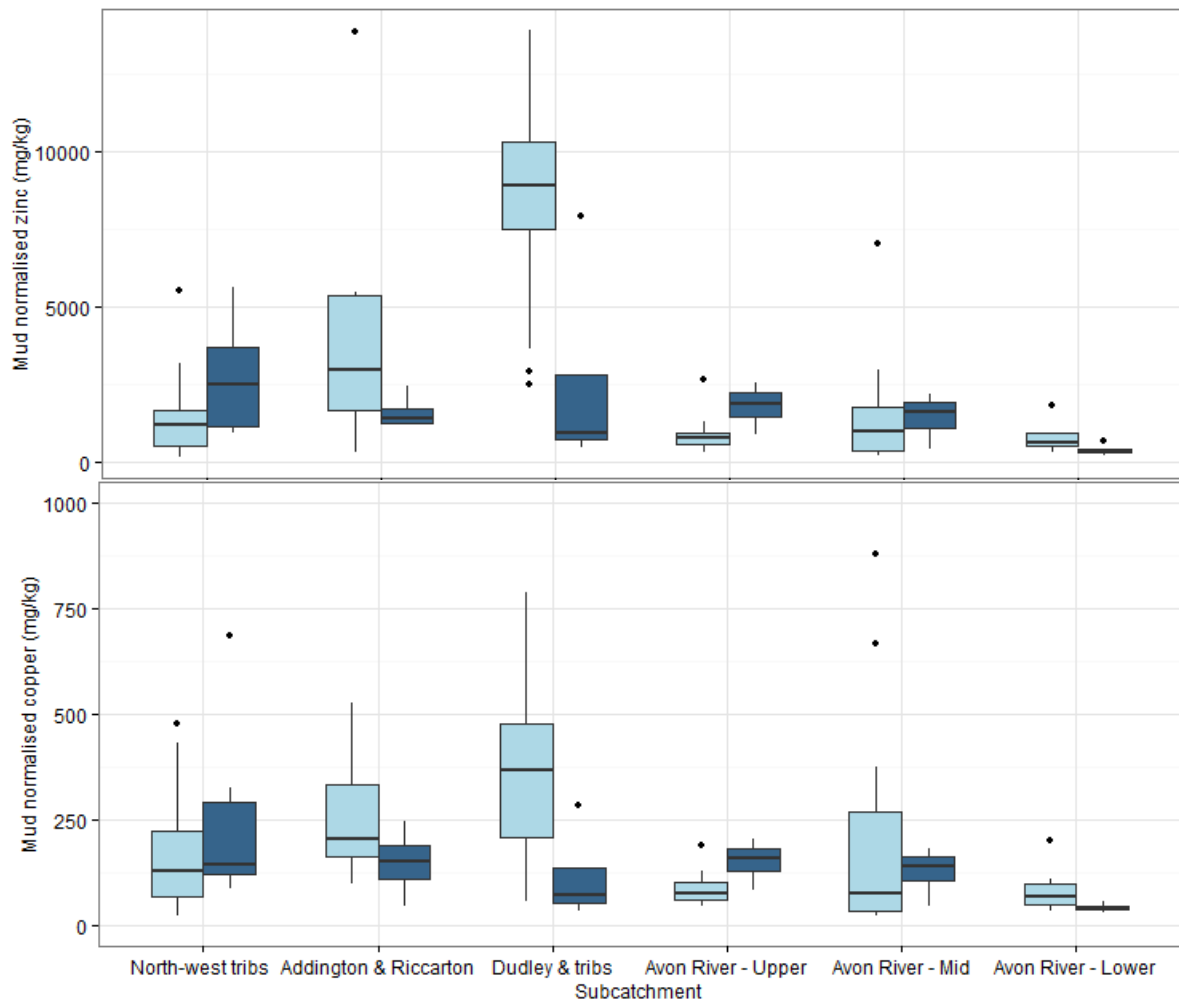 Mud normalised zinc (mg/kg)
10000
5000
0
Mud normalised copper (mg/kg)
1000
750
500
250
0
North-west tribs
Addington & Riccarton
Dudley & tribs
Avon River - Upper
Avon River - Mid
Avon River - Lower
Subcatchment